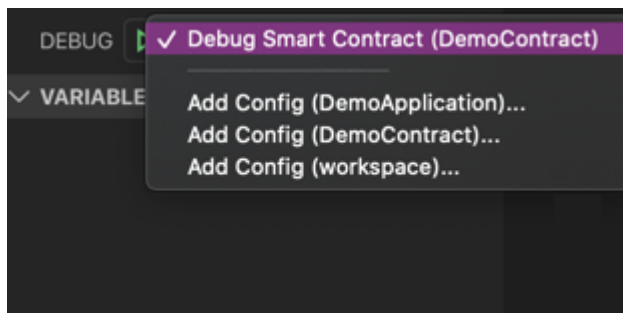 DEBUG
✓ Debug Smart Contract (DemoContract)
VARIABLE
Add Config (DemoApplication)...
Add Config (DemoContract)...
Add Config (workspace)...